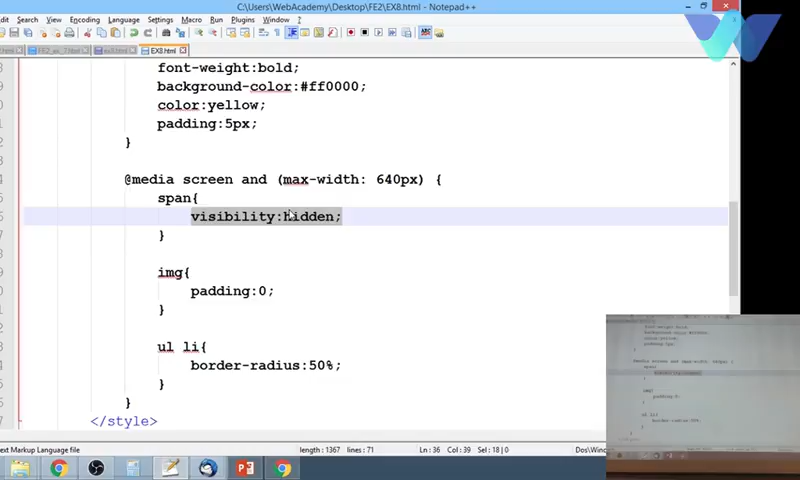 C:\Users\WebAcademy\Desktop\FE2\EX8.html - Notepad++
Search View Encoding Language Settings Macro Run Plugins Window ?
EX8.html
font-weight:bold;
background-color:#ff0000;
color:yellow;
padding:5px;
}
@media screen and (max-width: 640px) {
span{
visibility:hidden;
}
img{
padding:0;
}
ul li{
border-radius:50%;
}
}
</style>
ext Markup Language file length : 1367 lines : 71 Ln : 36 Col : 39 Sel : 18 | 0 Dos\Win